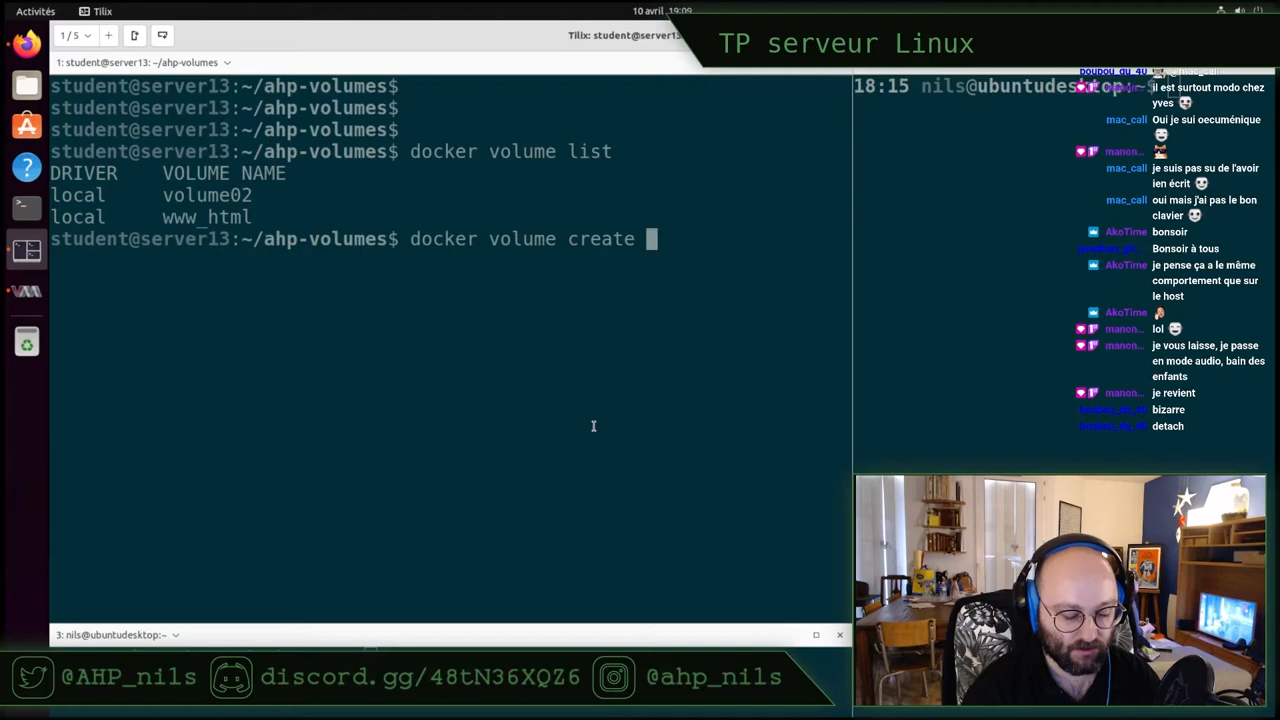 Activités
Tilix
10 avril 19:09
TP serveur Linux
1 / 5
Tilix: student@server13:
1: student@server13: ~/ahp-volumes
student@server13:~/ahp-volumes$
student@server13:~/ahp-volumes$
student@server13:~/ahp-volumes$
student@server13:~/ahp-volumes$ docker volume list
DRIVER VOLUME NAME
local volume02
local www_html
student@server13:~/ahp-volumes$ docker volume create
18:15 nils@ubuntudesktop:~$
boubou_du_40 @mac_call
il est surtout modo chez
yves
mac_call Oui je sui oecuménique
manon...
mac_call je suis pas su de l'avoir
ien écrit
mac_call oui mais j'ai pas le bon
clavier
AkoTime bonsoir
Bonsoir à tous
AkoTime je pense ça a le même
comportement que sur
le host
AkoTime
manon... lol
manon... je vous laisse, je passe
en mode audio, bain des
enfants
manon... je revient
boubou_du_40 bizarre
boubou_du_40 detach
3: nils@ubuntudesktop:~
@AHP_nils
discord.gg/48tN36XQZ6
@ahp_nils